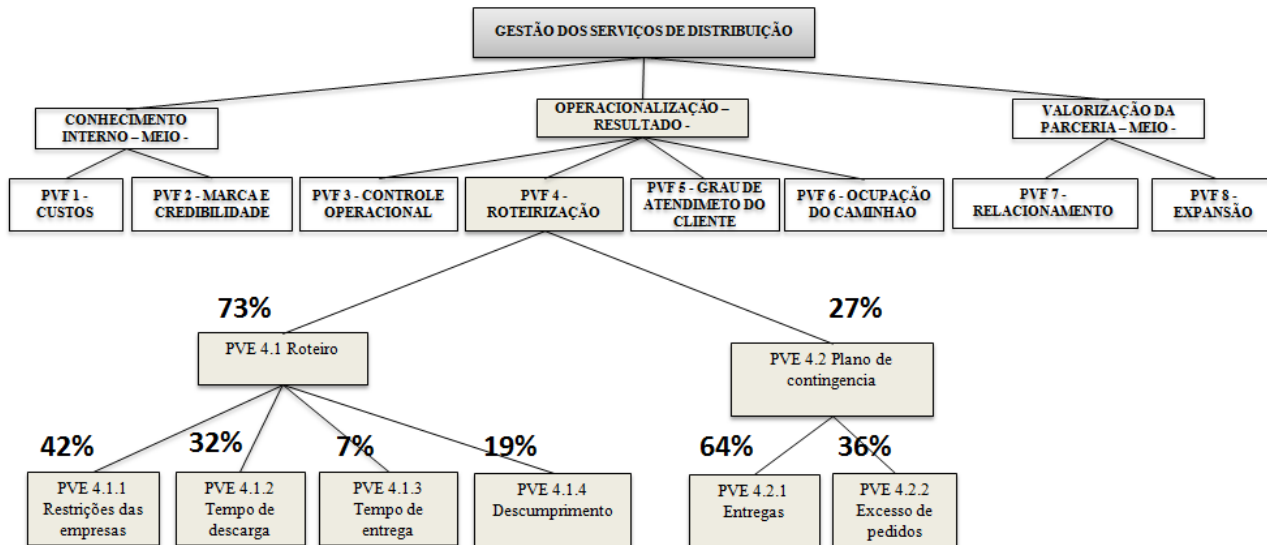 GESTÃO DOS SERVIÇOS DE DISTRIBUIÇÃO
CONHECIMENTO
INTERNO – MEIO -
OPERACIONALIZAÇÃO –
RESULTADO -
VALORIZAÇÃO DA
PARCERIA – MEIO -
PVF 1 -
CUSTOS
PVF 2 - MARCA E
CREDIBILIDADE
PVF 3 - CONTROLE
OPERACIONAL
PVF 4 -
ROTEIRIZAÇÃO
PVF 5 - GRAU DE
ATENDIMETO DO
CLIENTE
PVF 6 - OCUPAÇÃO
DO CAMINHAO
PVF 7 -
RELACIONAMENTO
PVF 8 -
EXPANSÃO
73%
27%
PVE 4.1 Roteiro
PVE 4.2 Plano de
contingencia
42%
32%
7%
19%
64%
36%
PVE 4.1.1
Restrições das
empresas
PVE 4.1.2
Tempo de
descarga
PVE 4.1.3
Tempo de
entrega
PVE 4.1.4
Descumprimento
PVE 4.2.1
Entregas
PVE 4.2.2
Excesso de
pedidos